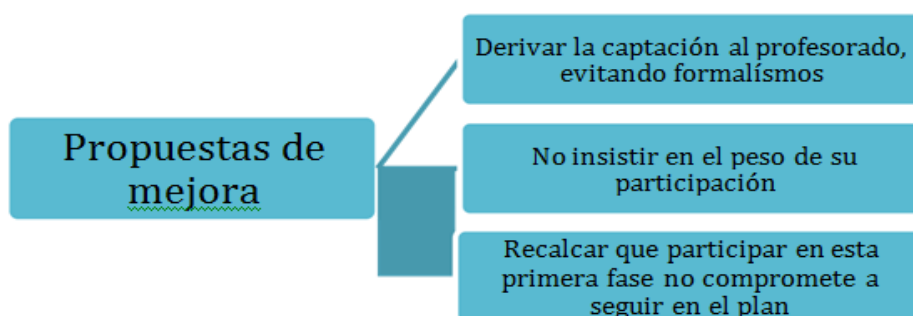 Propuestas de
mejora
Derivar la captación al profesorado,
evitando formalísmos
No insistir en el peso de su
participación
Recalcar que participar en esta
primera fase no compromete a
seguir en el plan